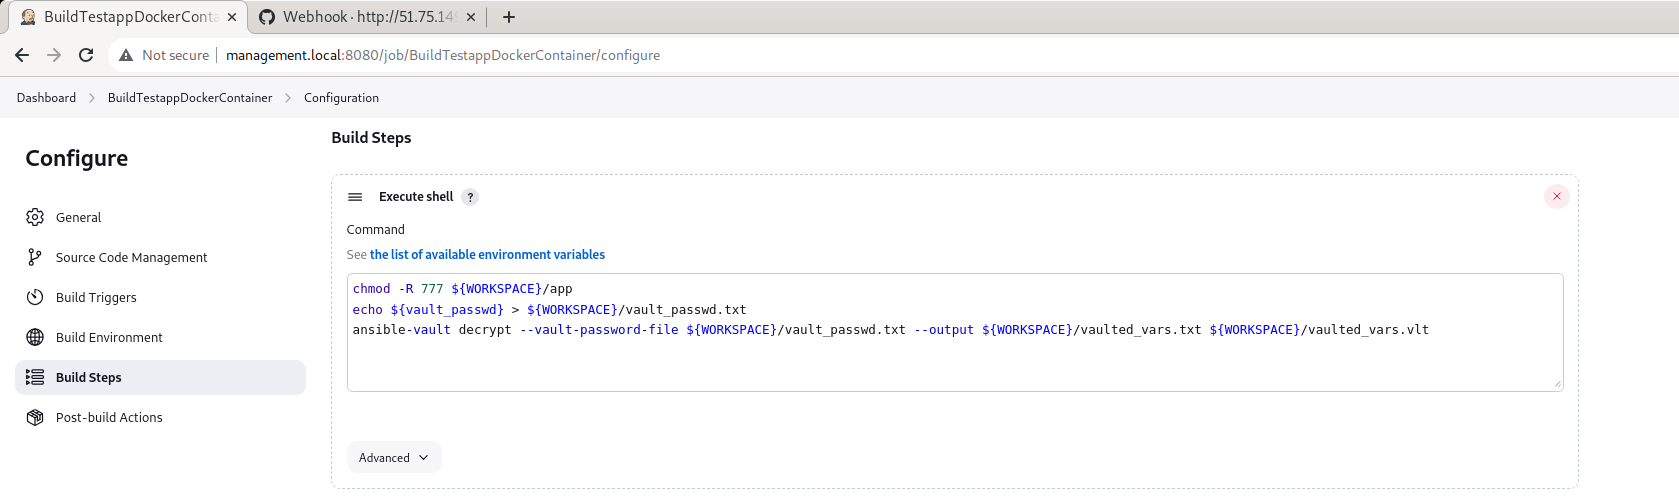 BuildTestappDockerConta
Webhook · http://51.75.149
Not secure management.local:8080/job/BuildTestappDockerContainer/configure
Dashboard BuildTestappDockerContainer Configuration
Configure
General
Source Code Management
Build Triggers
Build Environment
Build Steps
Post-build Actions
Build Steps
Execute shell ?
Command
See the list of available environment variables
chmod -R 777 ${WORKSPACE}/app
echo ${vault_passwd} > ${WORKSPACE}/vault_passwd.txt
ansible-vault decrypt --vault-password-file ${WORKSPACE}/vault_passwd.txt --output ${WORKSPACE}/vaulted_vars.txt ${WORKSPACE}/vaulted_vars.vlt
Advanced